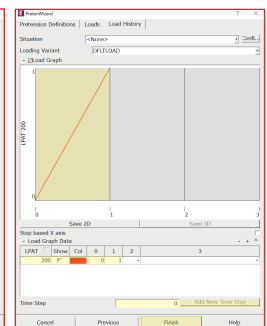 PretenWizard ? ×
Pretension Definitions Loads Load History
Situation <None> Confi...
Loading Variant DFLTLOAD
- Load Graph
1
LPAT 200
0
0 1 2 3
Save 2D Save 3D
Step based X axis
- Load Graph Data - + ^
LPAT Show Col 0 1 2 3
200 0 1 - -
Time Step 0 Add New Time Step
Cancel Previous Finish Help